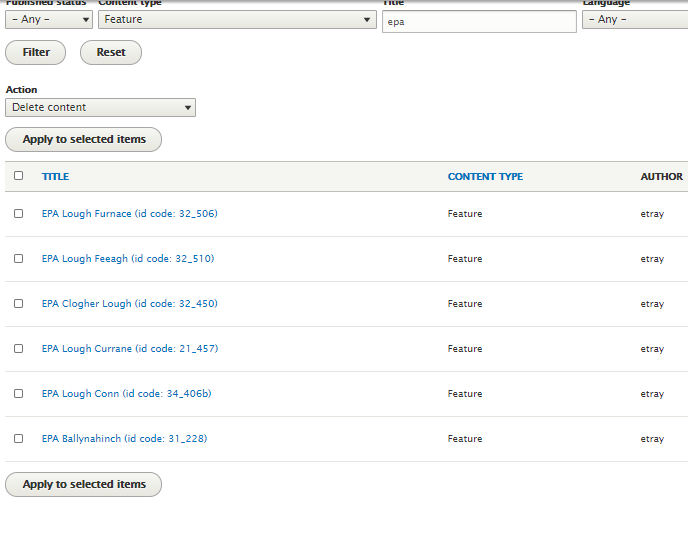 Published status Content type Title Language
– Any – Feature epa – Any –
Filter Reset
Action
Delete content
Apply to selected items
TITLE CONTENT TYPE AUTHOR
EPA Lough Furnace (id code: 32_506) Feature etray
EPA Lough Feeagh (id code: 32_510) Feature etray
EPA Clogher Lough (id code: 32_450) Feature etray
EPA Lough Currane (id code: 21_457) Feature etray
EPA Lough Conn (id code: 34_406b) Feature etray
EPA Ballynahinch (id code: 31_228) Feature etray
Apply to selected items